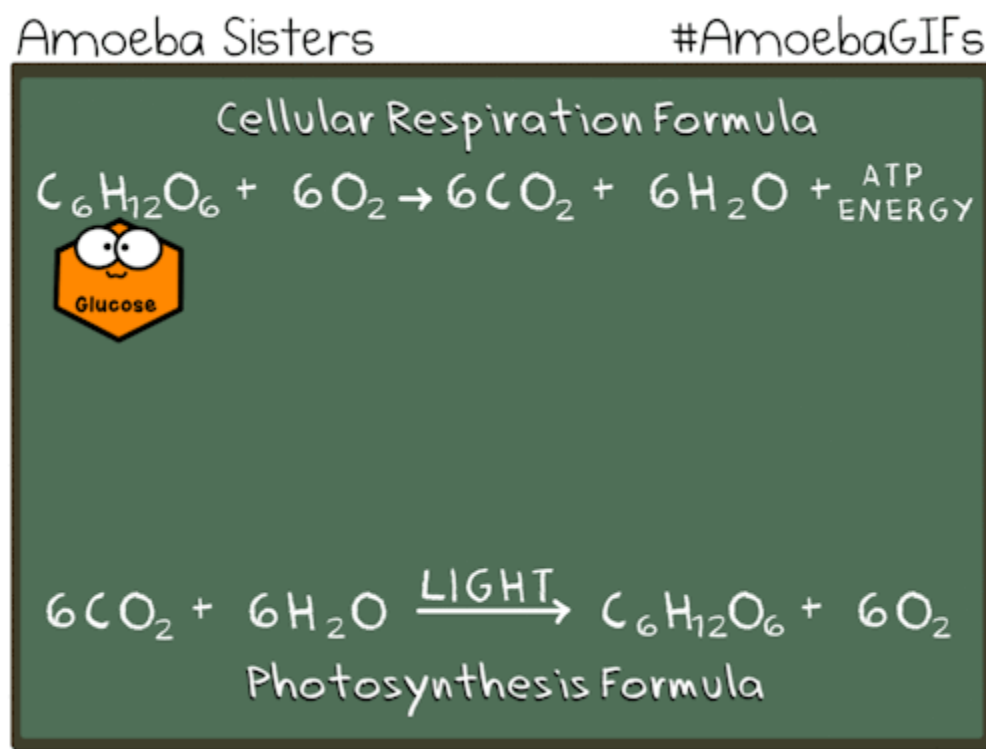 Amoeba Sisters #AmoebaGIFs
Cellular Respiration Formula
C₆H₁₂O₆ + 6O₂ → 6CO₂ + 6H₂O + ATP ENERGY
Glucose
LIGHT
6CO₂ + 6H₂O → C₆H₁₂O₆ + 6O₂
Photosynthesis Formula